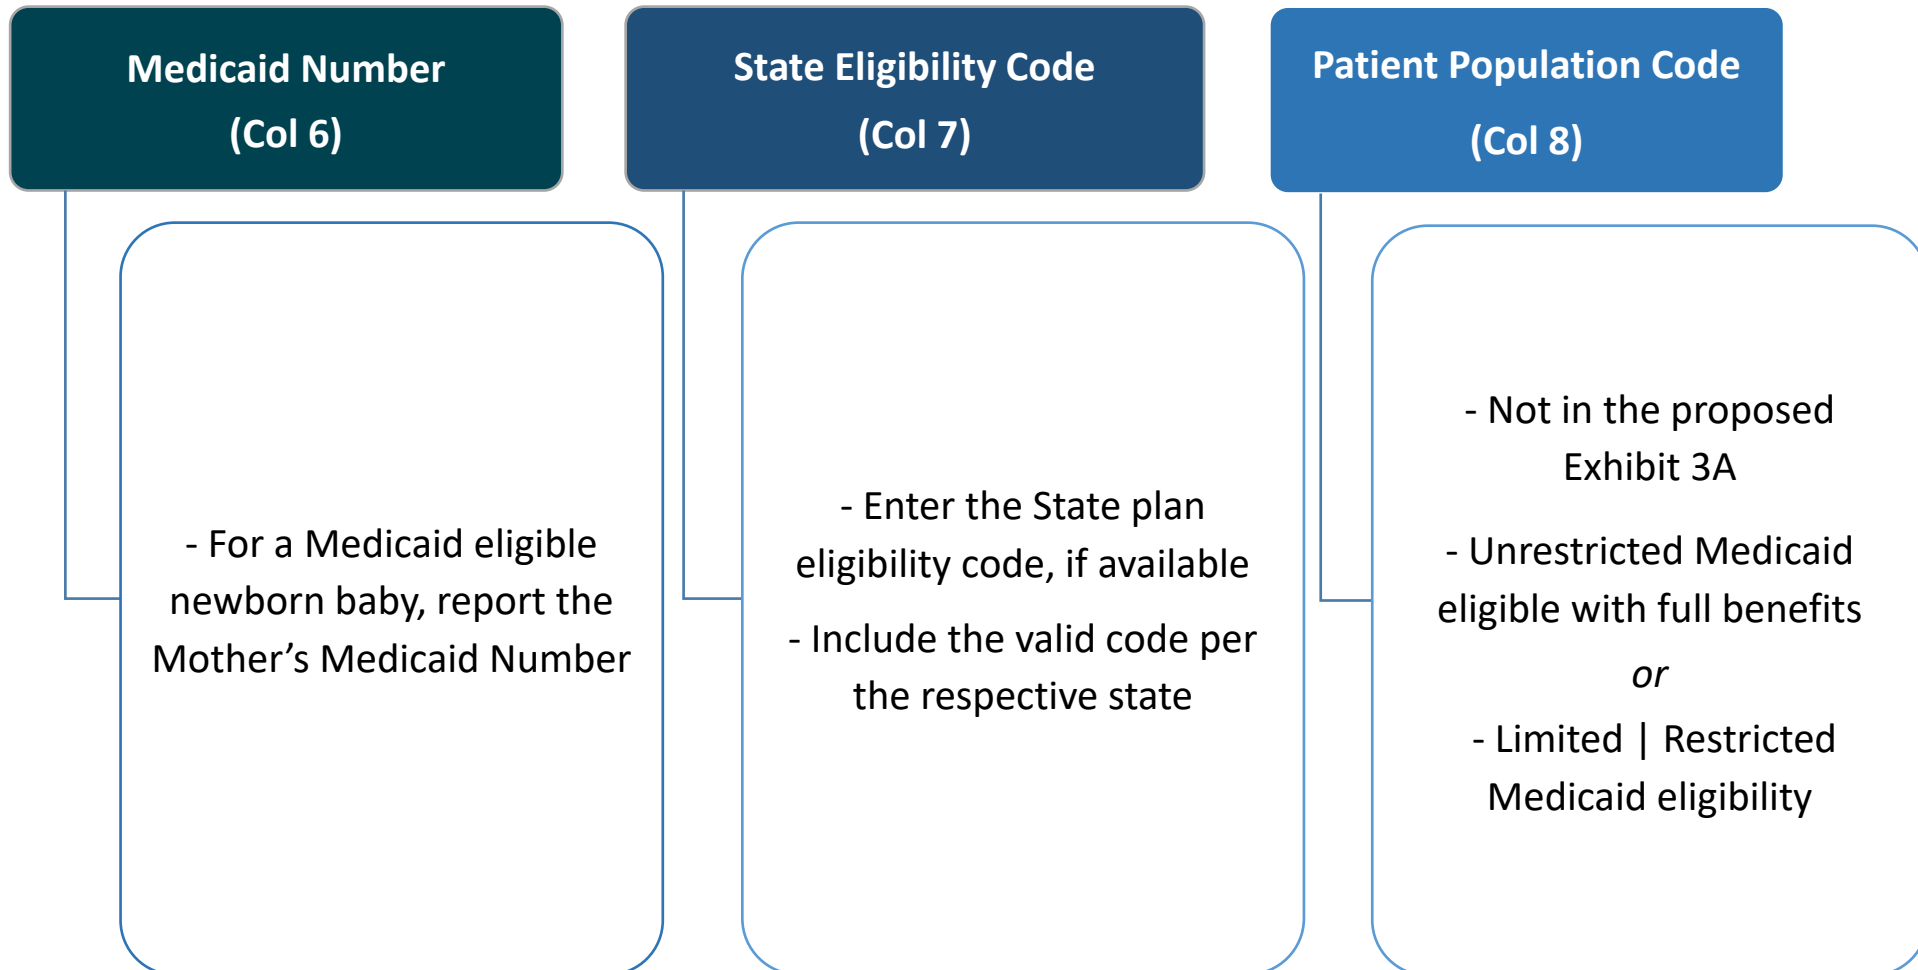 Medicaid Number
(Col 6)
- For a Medicaid eligible
newborn baby, report the
Mother’s Medicaid Number
State Eligibility Code
(Col 7)
- Enter the State plan
eligibility code, if available
- Include the valid code per
the respective state
Patient Population Code
(Col 8)
- Not in the proposed
Exhibit 3A
- Unrestricted Medicaid
eligible with full benefits
or
- Limited | Restricted
Medicaid eligibility